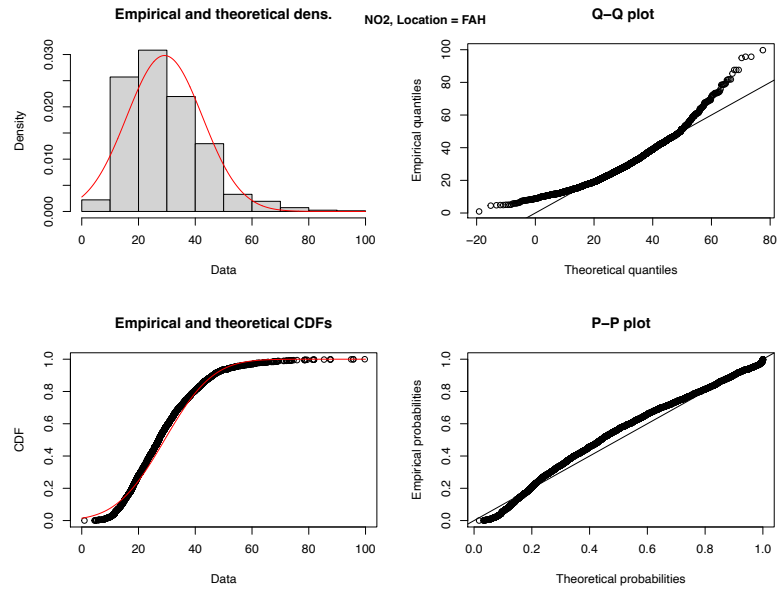 Empirical and theoretical dens.
NO2, Location = FAH
Q−Q plot
Density
0.000 0.010 0.020 0.030
0 20 40 60 80 100
Data
Empirical quantiles
0 20 40 60 80 100
−20 0 20 40 60 80
Theoretical quantiles
Empirical and theoretical CDFs
P−P plot
CDF
0.0 0.2 0.4 0.6 0.8 1.0
0 20 40 60 80 100
Data
Empirical probabilities
0.0 0.2 0.4 0.6 0.8 1.0
0.0 0.2 0.4 0.6 0.8 1.0
Theoretical probabilities